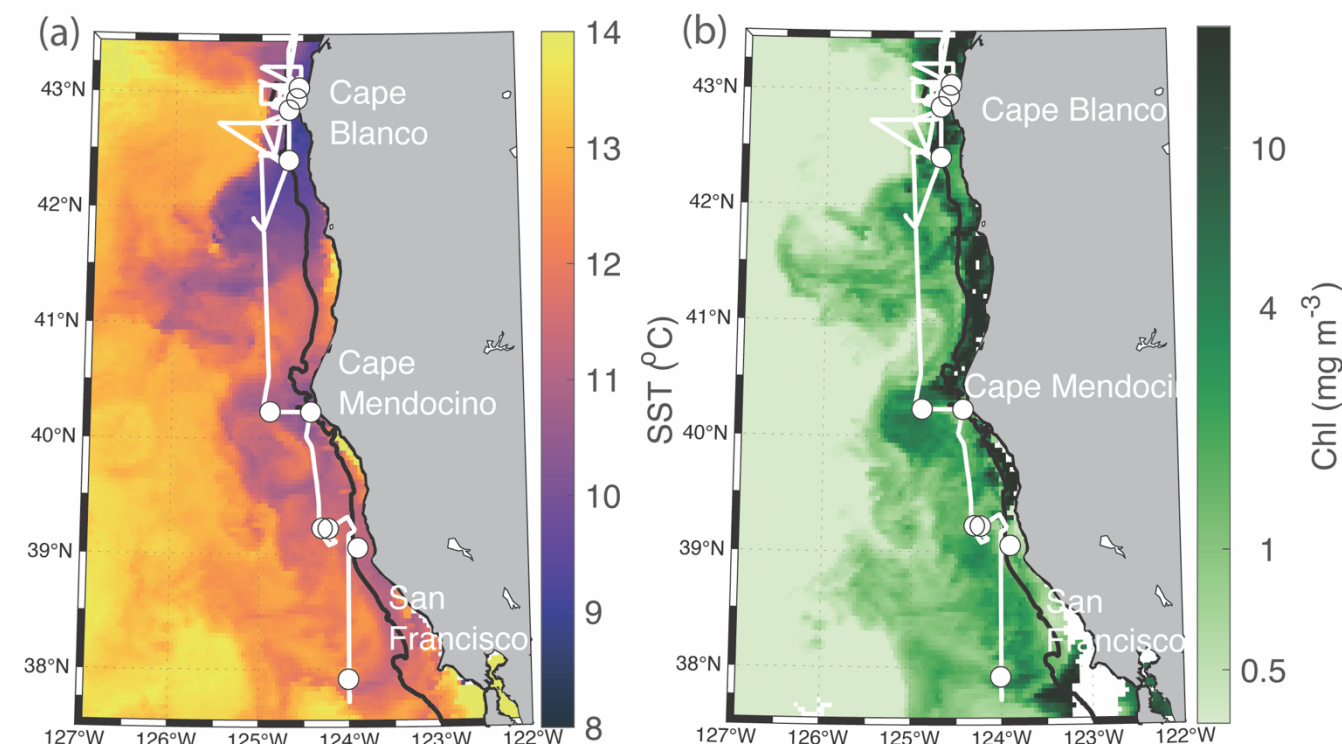 (a)
43°N
42°N
41°N
40°N
39°N
38°N
127°W 126°W 125°W 124°W 123°W 122°W
Cape
Blanco
Cape
Mendocino
San
Francisco
14
13
12
11
10
9
8
SST (°C)
(b)
43°N
42°N
41°N
40°N
39°N
38°N
127°W 126°W 125°W 124°W 123°W 122°W
Cape Blanco
Cape Mendoci
San
Francisco
10
4
1
0.5
Chl (mg m⁻³)